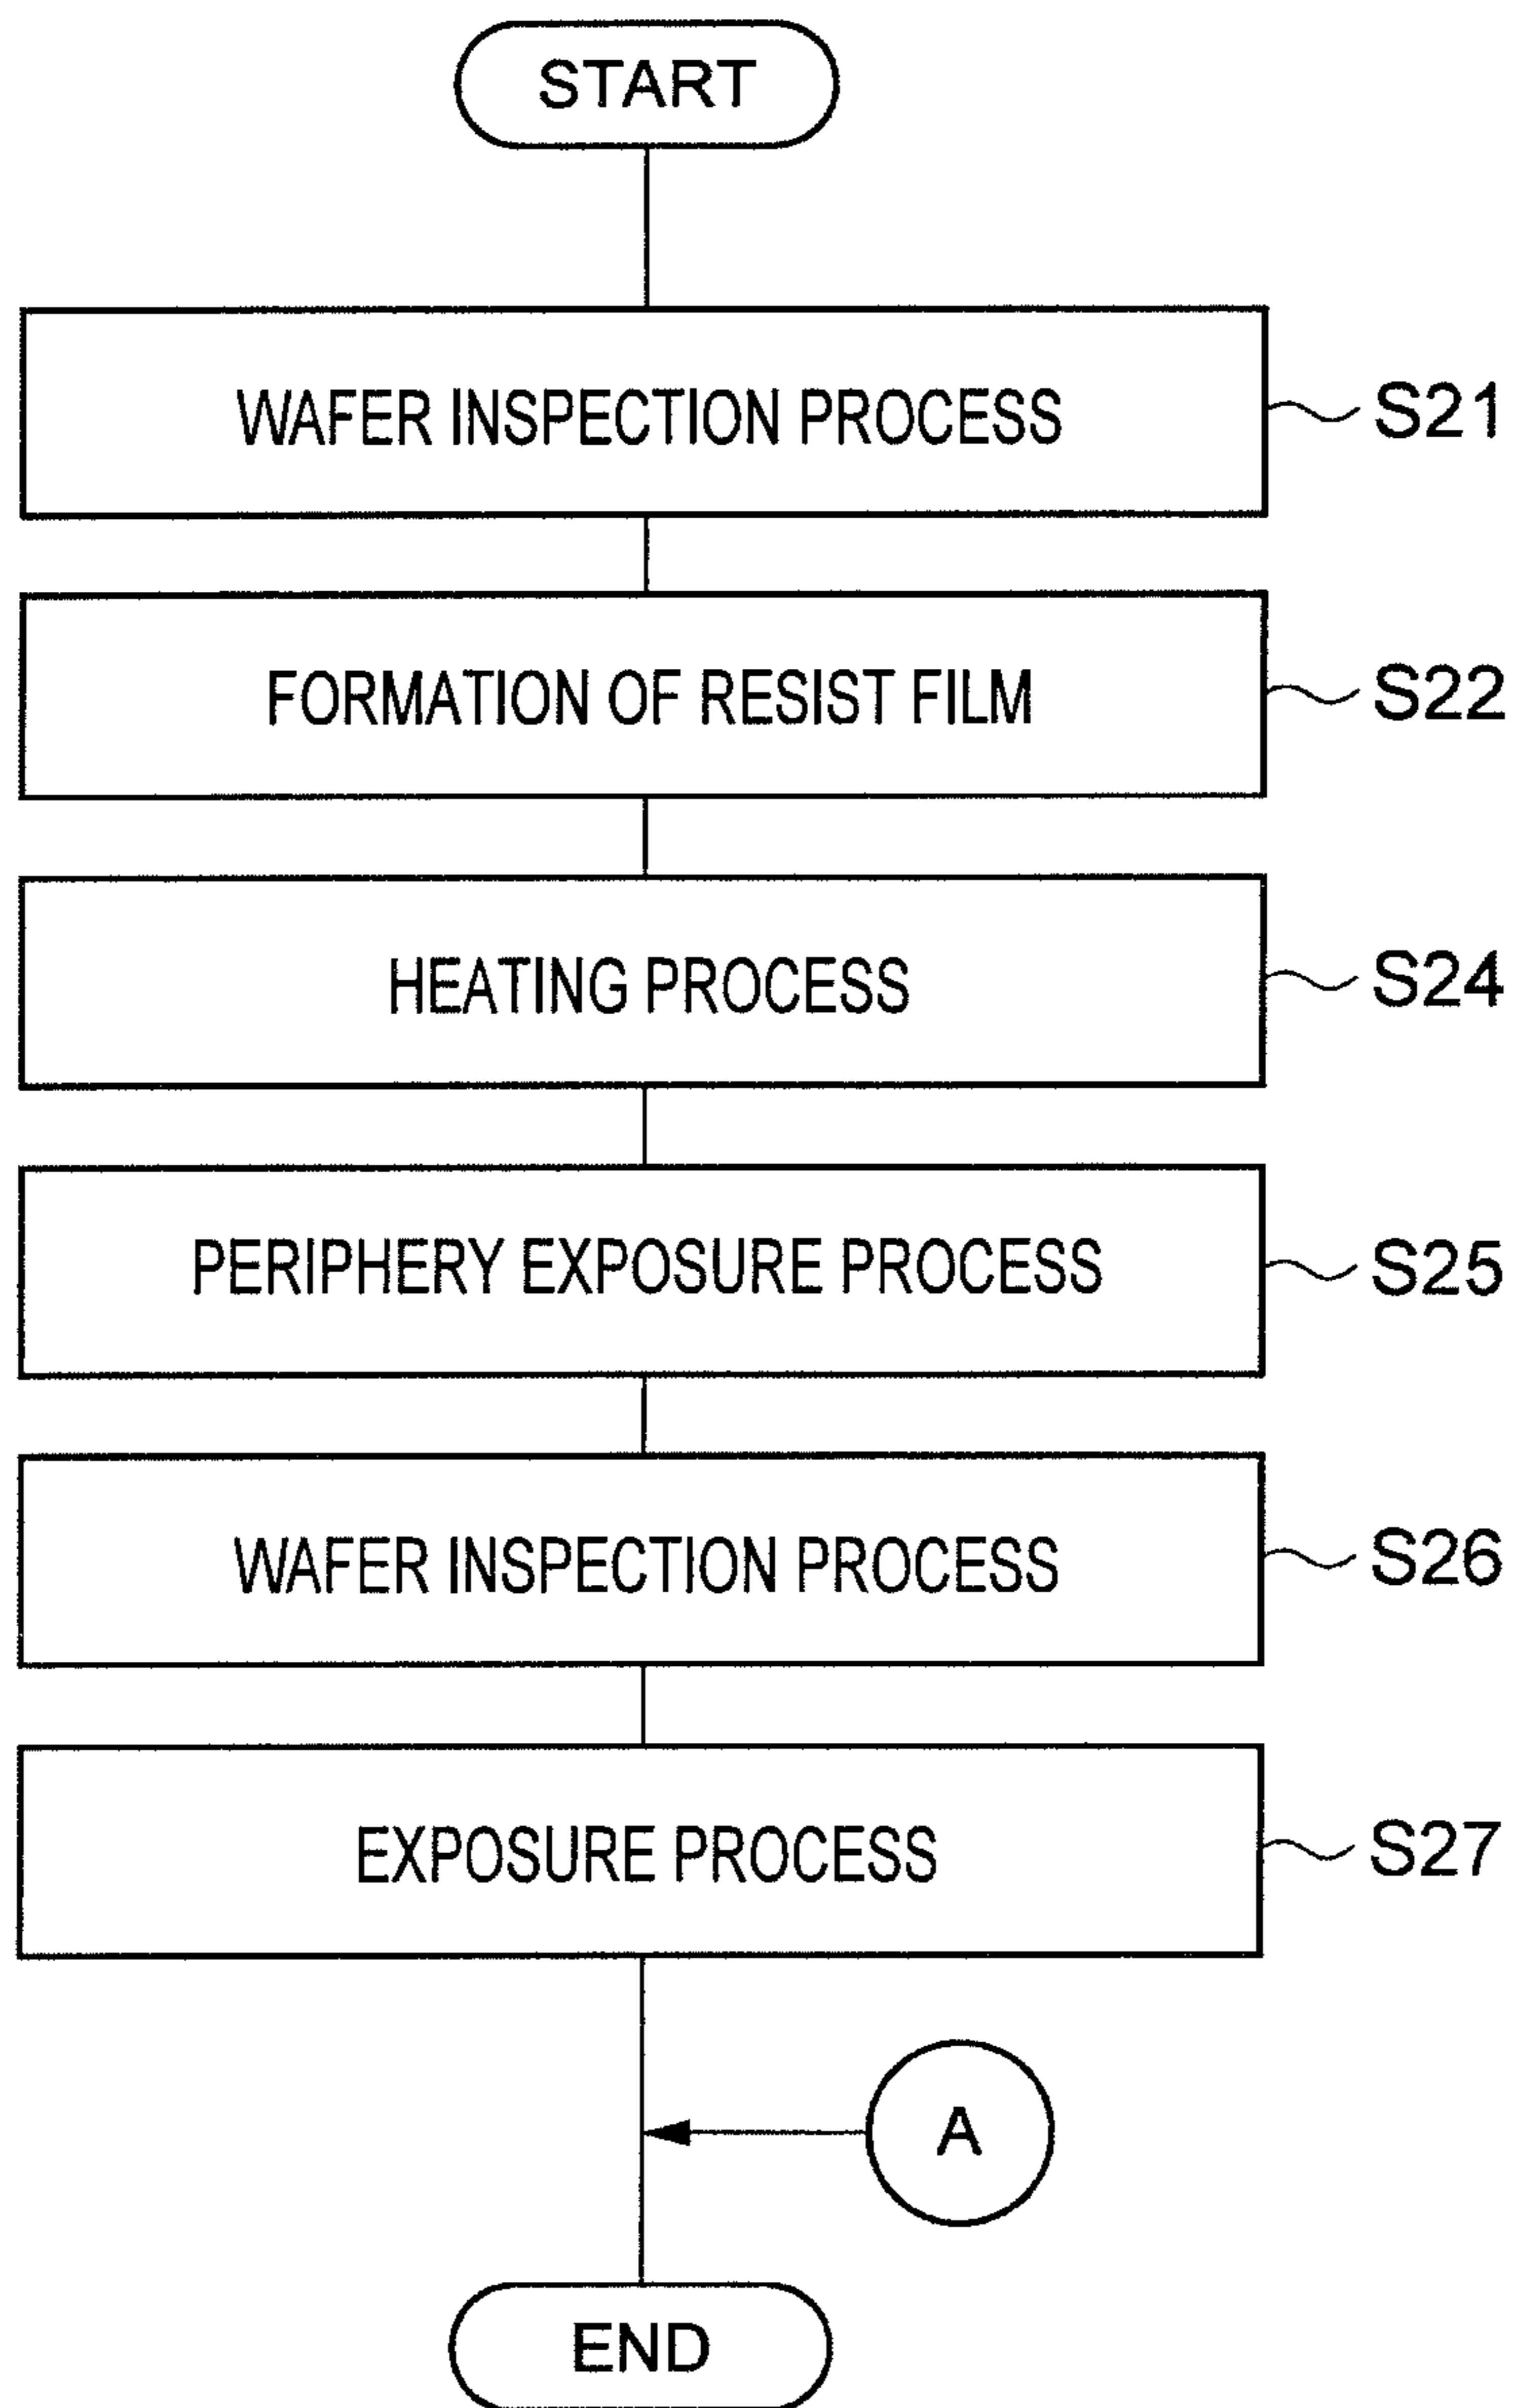 START
WAFER INSPECTION PROCESS S21
FORMATION OF RESIST FILM S22
HEATING PROCESS S24
PERIPHERY EXPOSURE PROCESS S25
WAFER INSPECTION PROCESS S26
EXPOSURE PROCESS S27
A
END